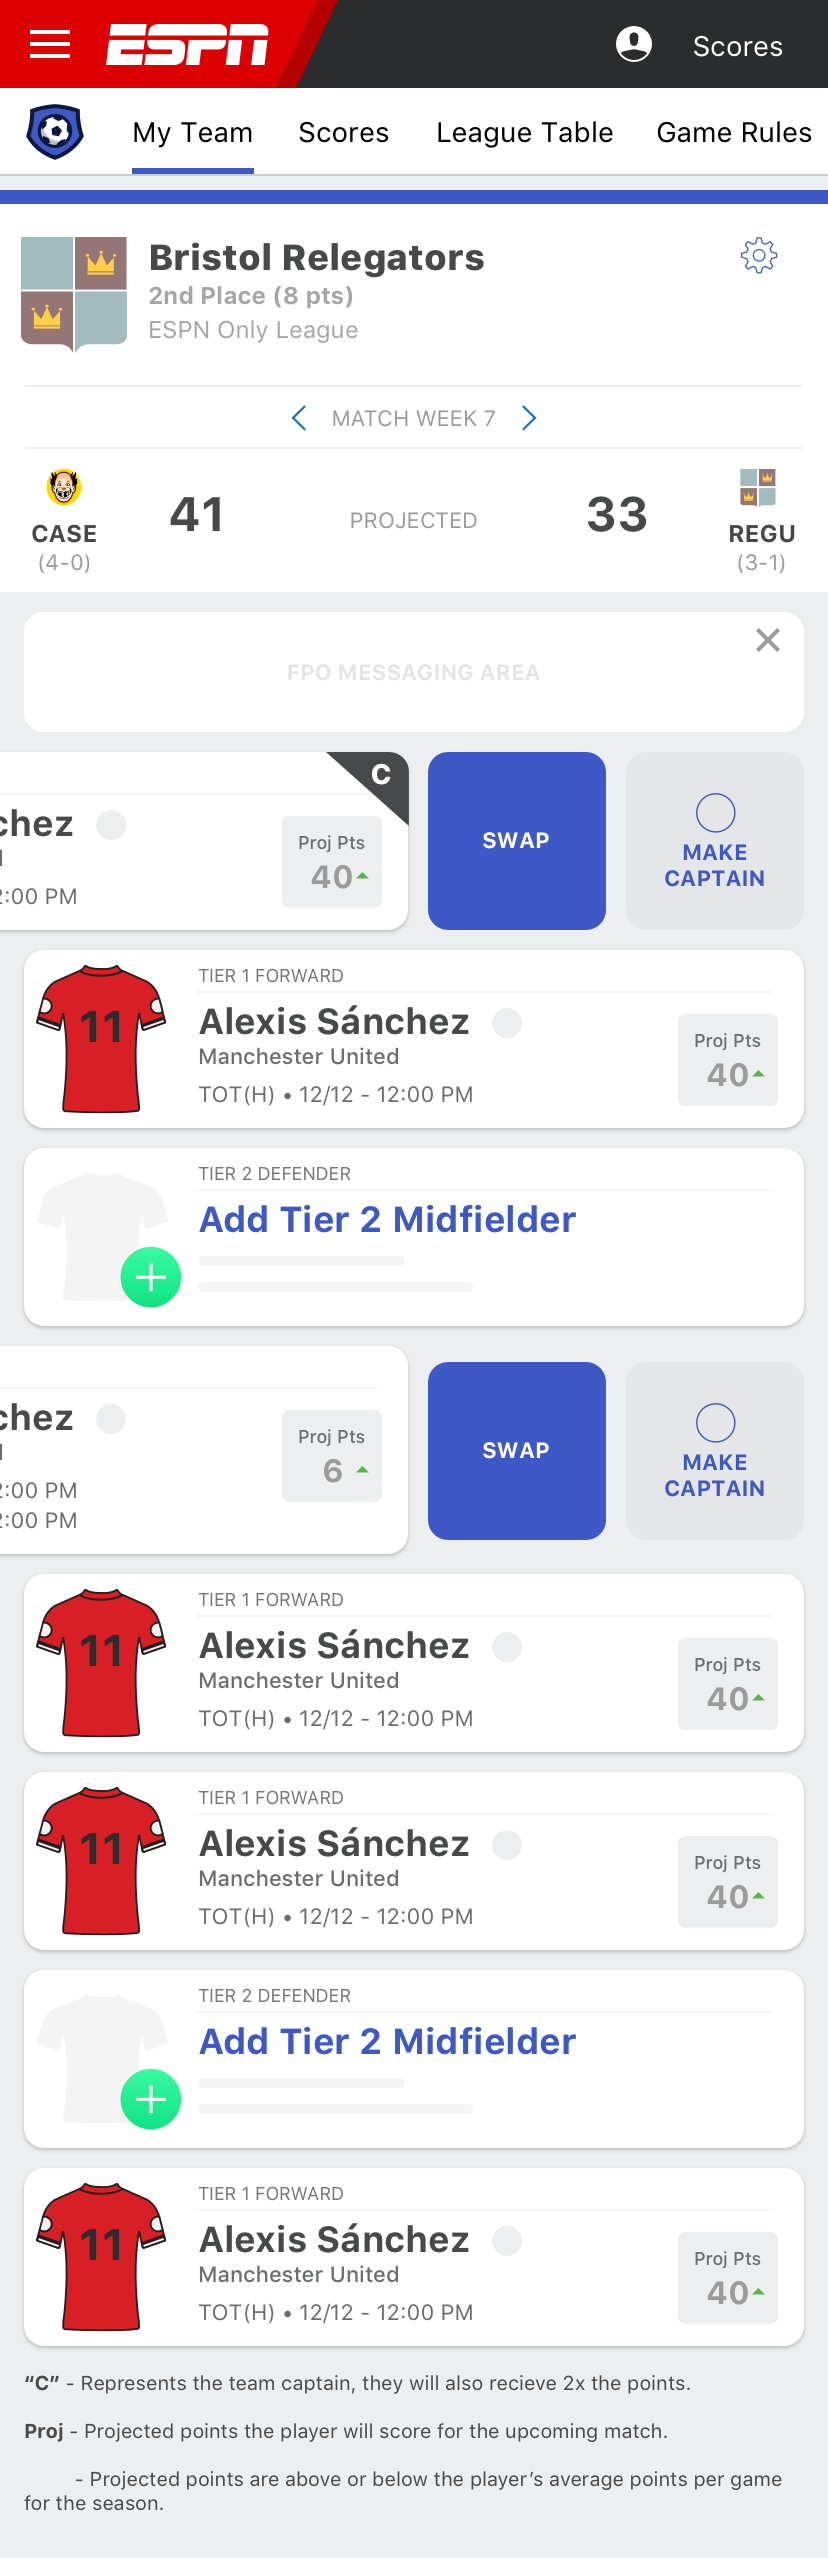 ESPN
Scores
My Team Scores League Table Game Rules
Bristol Relegators
2nd Place (8 pts)
ESPN Only League
MATCH WEEK 7
CASE
(4-0)
41
PROJECTED
33
REGU
(3-1)
FPO MESSAGING AREA
C
chez
2:00 PM
Proj Pts
40
SWAP
MAKE
CAPTAIN
11
TIER 1 FORWARD
Alexis Sánchez
Manchester United
TOT(H) • 12/12 - 12:00 PM
Proj Pts
40
TIER 2 DEFENDER
Add Tier 2 Midfielder
chez
2:00 PM
2:00 PM
Proj Pts
6
SWAP
MAKE
CAPTAIN
11
TIER 1 FORWARD
Alexis Sánchez
Manchester United
TOT(H) • 12/12 - 12:00 PM
Proj Pts
40
11
TIER 1 FORWARD
Alexis Sánchez
Manchester United
TOT(H) • 12/12 - 12:00 PM
Proj Pts
40
TIER 2 DEFENDER
Add Tier 2 Midfielder
11
TIER 1 FORWARD
Alexis Sánchez
Manchester United
TOT(H) • 12/12 - 12:00 PM
Proj Pts
40
“C” - Represents the team captain, they will also recieve 2x the points.
Proj - Projected points the player will score for the upcoming match.
- Projected points are above or below the player’s average points per game
for the season.